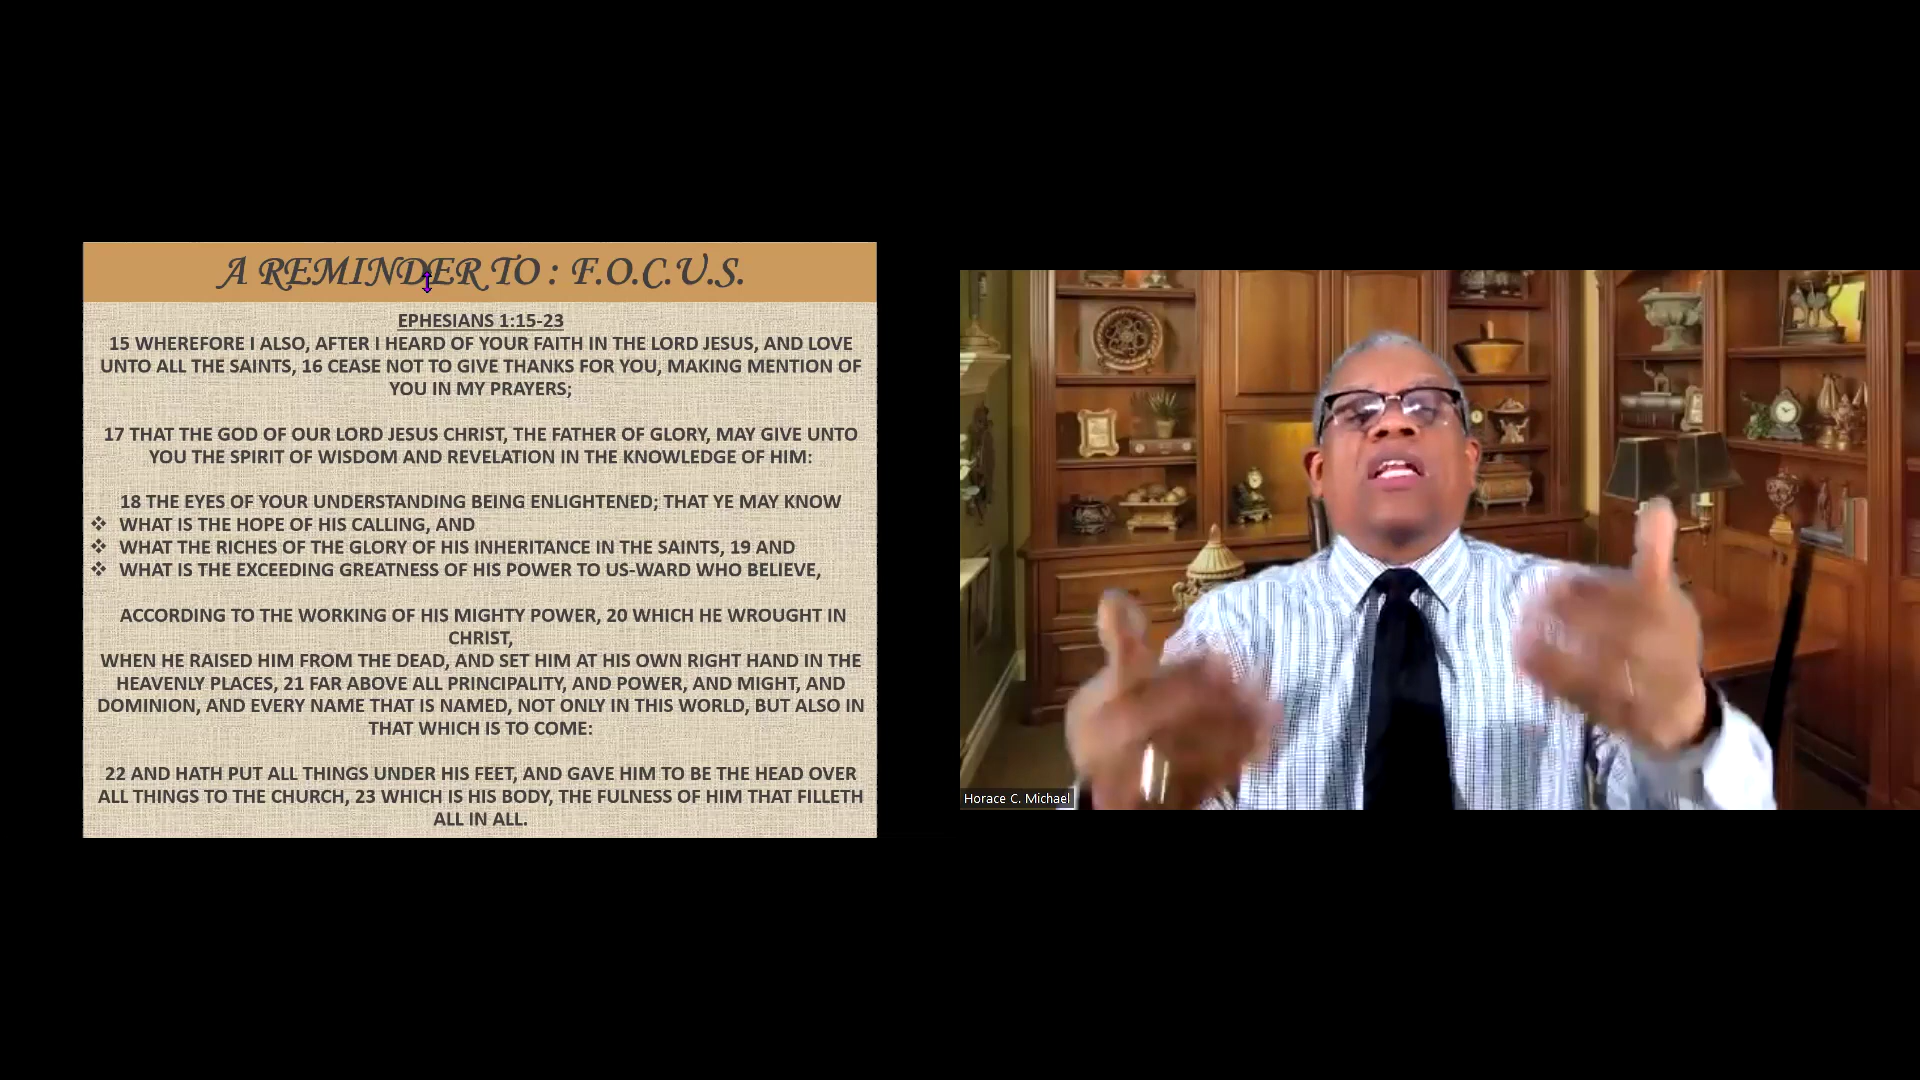 A REMINDER TO : F.O.C.U.S.
EPHESIANS 1:15-23
15 WHEREFORE I ALSO, AFTER I HEARD OF YOUR FAITH IN THE LORD JESUS, AND LOVE
UNTO ALL THE SAINTS, 16 CEASE NOT TO GIVE THANKS FOR YOU, MAKING MENTION OF
YOU IN MY PRAYERS;
17 THAT THE GOD OF OUR LORD JESUS CHRIST, THE FATHER OF GLORY, MAY GIVE UNTO
YOU THE SPIRIT OF WISDOM AND REVELATION IN THE KNOWLEDGE OF HIM:
18 THE EYES OF YOUR UNDERSTANDING BEING ENLIGHTENED; THAT YE MAY KNOW
❖ WHAT IS THE HOPE OF HIS CALLING, AND
❖ WHAT THE RICHES OF THE GLORY OF HIS INHERITANCE IN THE SAINTS, 19 AND
❖ WHAT IS THE EXCEEDING GREATNESS OF HIS POWER TO US-WARD WHO BELIEVE,
ACCORDING TO THE WORKING OF HIS MIGHTY POWER, 20 WHICH HE WROUGHT IN
CHRIST,
WHEN HE RAISED HIM FROM THE DEAD, AND SET HIM AT HIS OWN RIGHT HAND IN THE
HEAVENLY PLACES, 21 FAR ABOVE ALL PRINCIPALITY, AND POWER, AND MIGHT, AND
DOMINION, AND EVERY NAME THAT IS NAMED, NOT ONLY IN THIS WORLD, BUT ALSO IN
THAT WHICH IS TO COME:
22 AND HATH PUT ALL THINGS UNDER HIS FEET, AND GAVE HIM TO BE THE HEAD OVER
ALL THINGS TO THE CHURCH, 23 WHICH IS HIS BODY, THE FULNESS OF HIM THAT FILLETH
ALL IN ALL.
Horace C. Michael